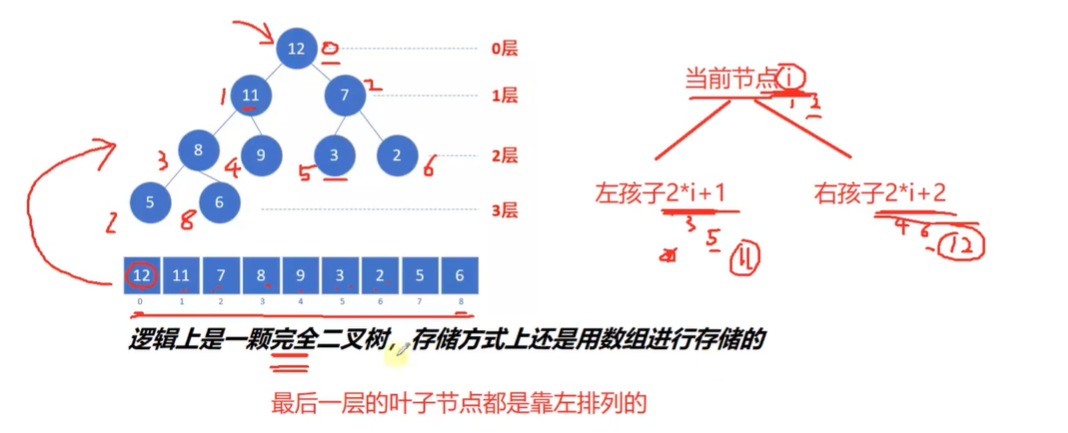 12 0 0层
1 11 7 2 1层
3 8 4 9 5 3 2 6 2层
5 8 6 3层
12 11 7 8 9 3 2 5 6
0 1 2 3 4 5 6 7 8
逻辑上是一颗完全二叉树，存储方式上还是用数组进行存储的
最后一层的叶子节点都是靠左排列的
当前节点i
1 2
左孩子2*i+1 右孩子2*i+2
3 5 11 4 6 12